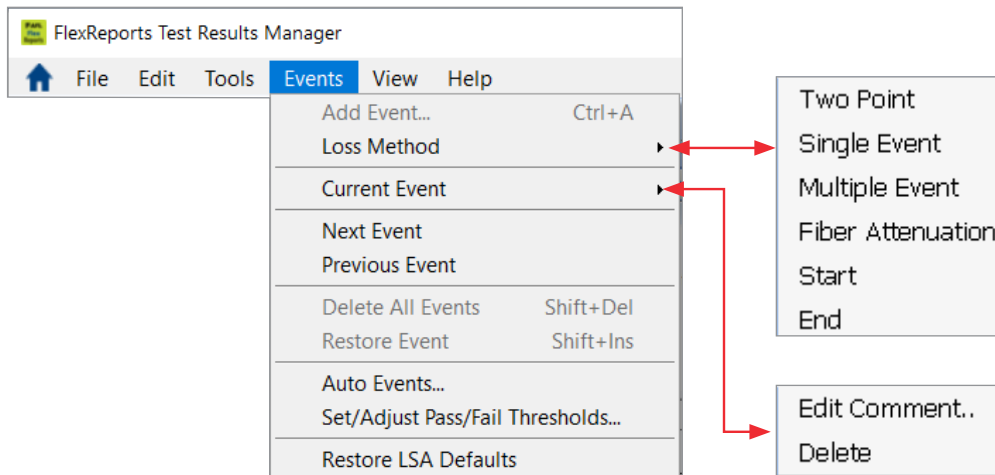 FlexReports Test Results Manager
File Edit Tools Events View Help
Add Event... Ctrl+A
Loss Method
Current Event
Next Event
Previous Event
Delete All Events Shift+Del
Restore Event Shift+Ins
Auto Events...
Set/Adjust Pass/Fail Thresholds...
Restore LSA Defaults
Two Point
Single Event
Multiple Event
Fiber Attenuation
Start
End
Edit Comment..
Delete